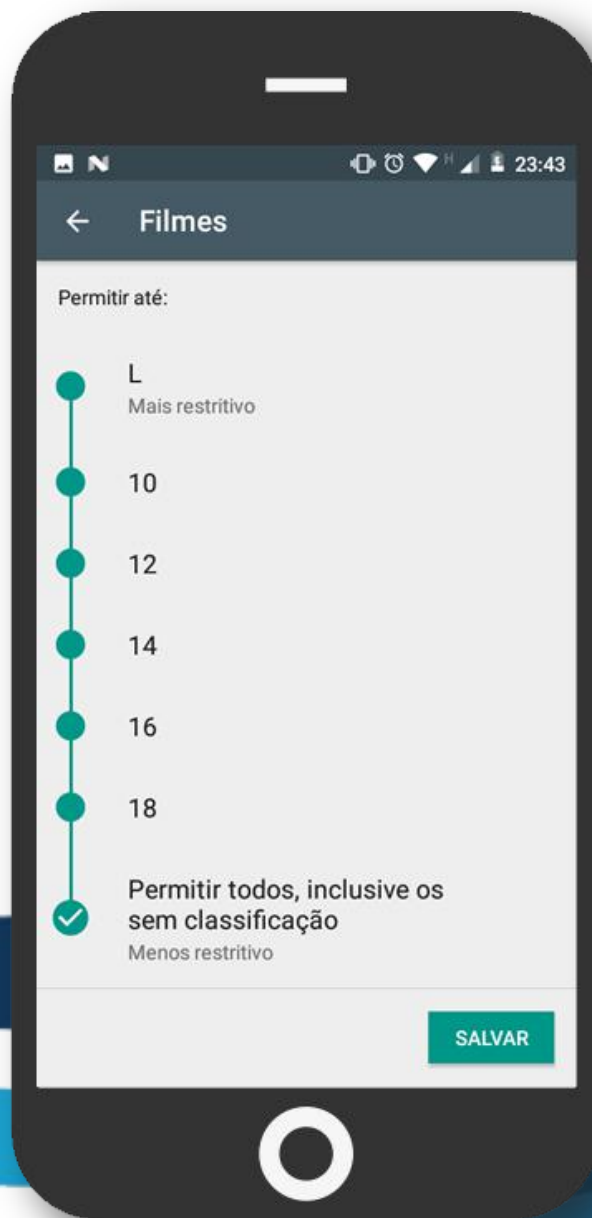 H 23:43
Filmes
Permitir até:
L
Mais restritivo
10
12
14
16
18
Permitir todos, inclusive os
sem classificação
Menos restritivo
SALVAR